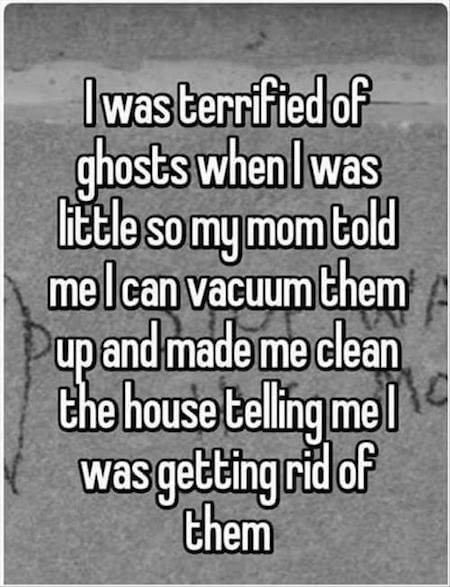 I was terrified of
ghosts when I was
little so my mom told
me I can vacuum them
up and made me clean
the house telling me I
was getting rid of
them